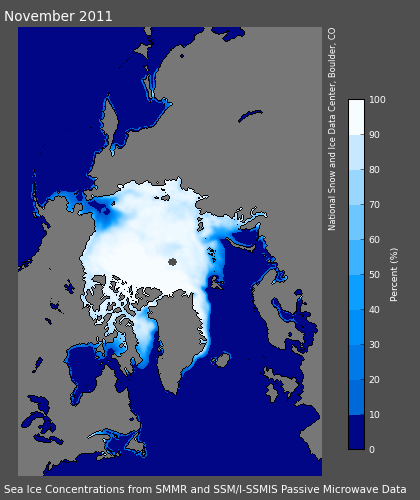 November 2011
National Snow and Ice Data Center, Boulder, CO
100
90
80
70
60
50
40
30
20
10
0
Percent (%)
Sea Ice Concentrations from SMMR and SSM/I-SSMIS Passive Microwave Data